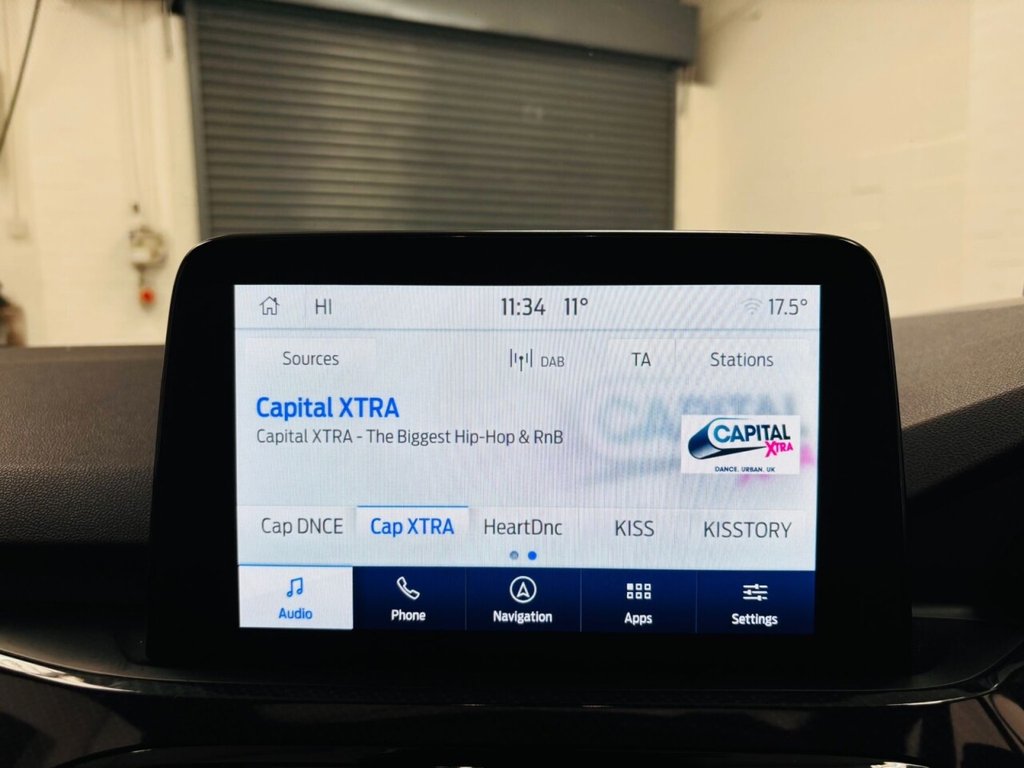 HI 11:34 11° 17.5°
Sources DAB TA Stations
Capital XTRA
Capital XTRA - The Biggest Hip-Hop & RnB
CAPITAL
XTRA
DANCE. URBAN. UK
Cap DNCE Cap XTRA HeartDnc KISS KISSTORY
Audio Phone Navigation Apps Settings